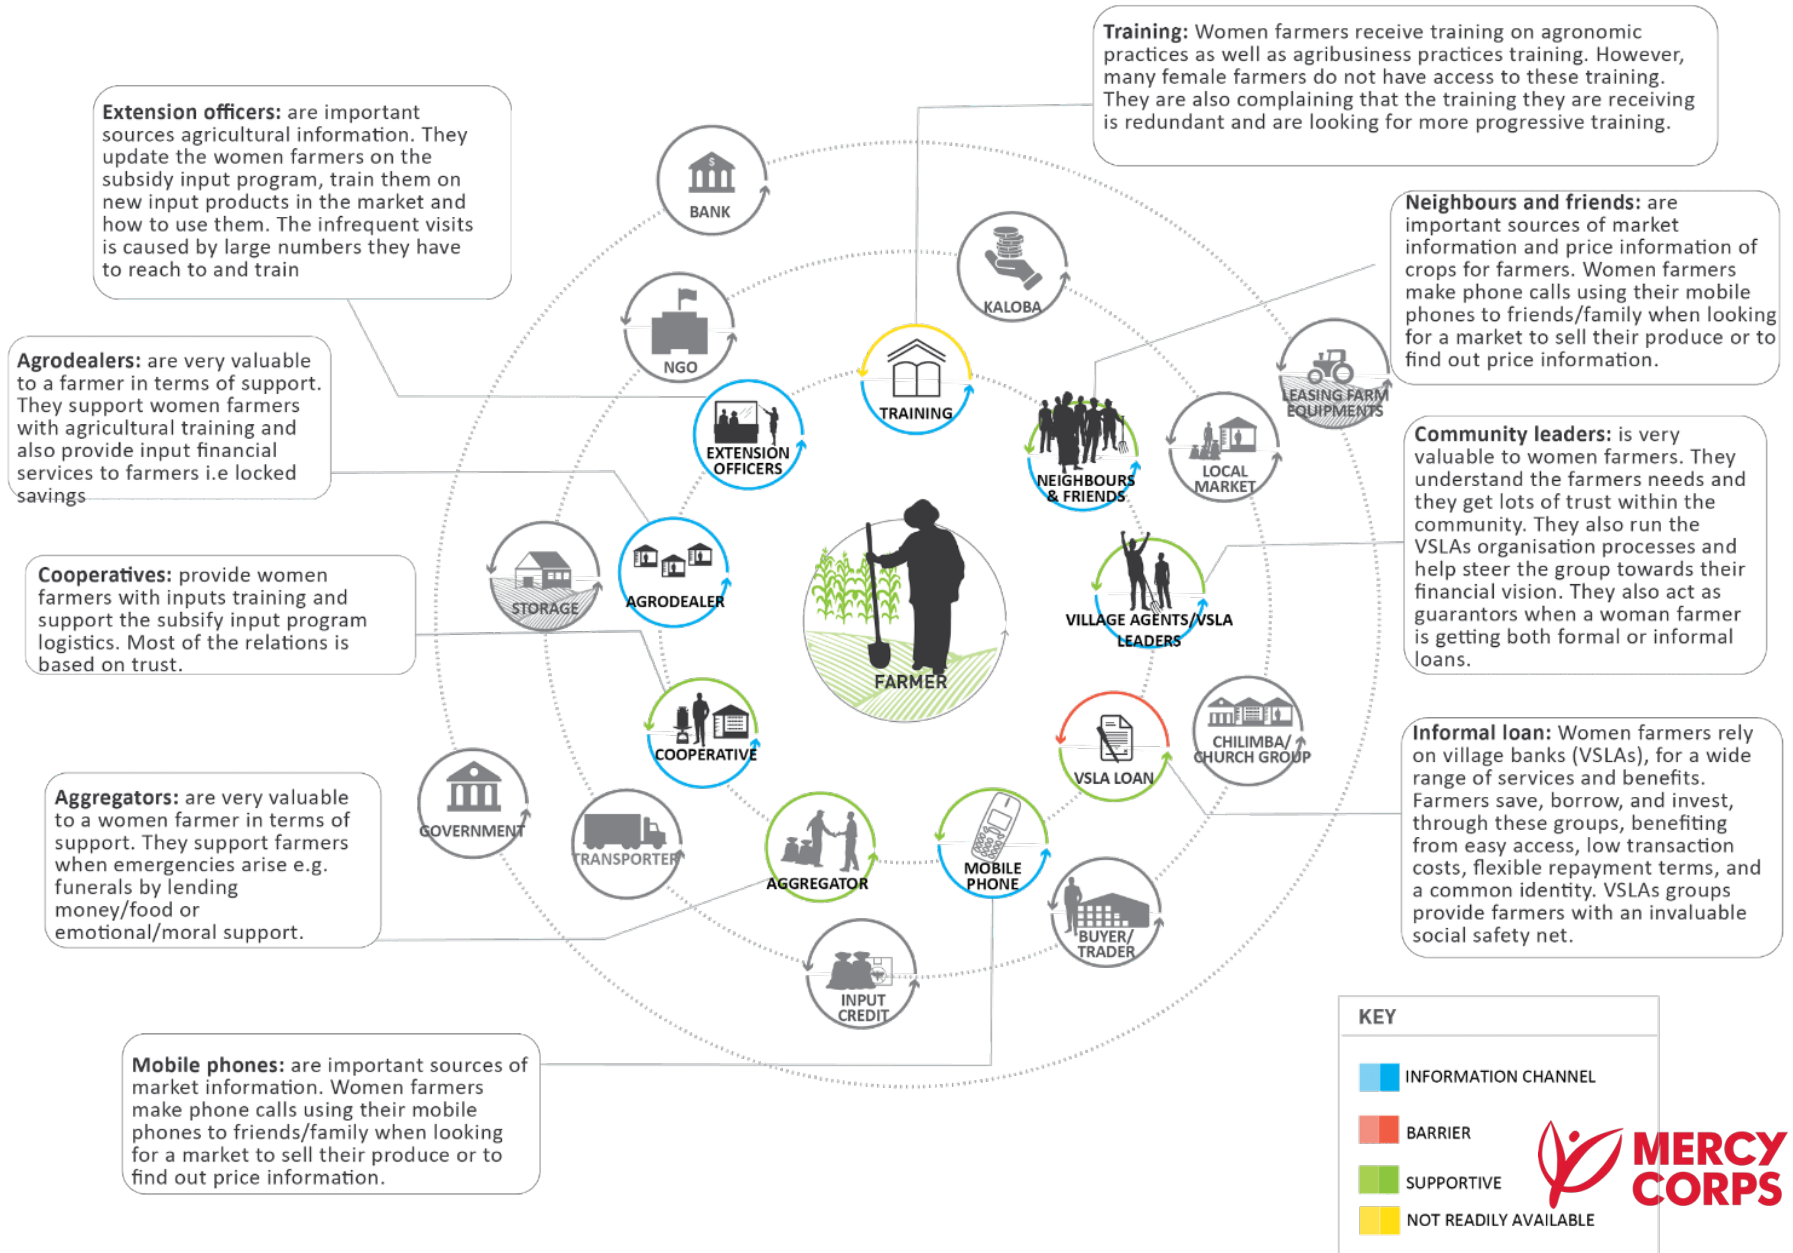 Training: Women farmers receive training on agronomic
practices as well as agribusiness practices training. However,
many female farmers do not have access to these training.
They are also complaining that the training they are receiving
is redundant and are looking for more progressive training.
Extension officers: are important
sources agricultural information. They
update the women farmers on the
subsidy input program, train them on
new input products in the market and
how to use them. The infrequent visits
is caused by large numbers they have
to reach to and train
Neighbours and friends: are
important sources of market
information and price information of
crops for farmers. Women farmers
make phone calls using their mobile
phones to friends/family when looking
for a market to sell their produce or to
find out price information.
Agrodealers: are very valuable
to a farmer in terms of support.
They support women farmers
with agricultural training and
also provide input financial
services to farmers i.e locked
savings
Community leaders: is very
valuable to women farmers. They
understand the farmers needs and
they get lots of trust within the
community. They also run the
VSLAs organisation processes and
help steer the group towards their
financial vision. They also act as
guarantors when a woman farmer
is getting both formal or informal
loans.
Cooperatives: provide women
farmers with inputs training and
support the subsify input program
logistics. Most of the relations is
based on trust.
Informal loan: Women farmers rely
on village banks (VSLAs), for a wide
range of services and benefits.
Farmers save, borrow, and invest,
through these groups, benefiting
from easy access, low transaction
costs, flexible repayment terms, and
a common identity. VSLAs groups
provide farmers with an invaluable
social safety net.
Aggregators: are very valuable
to a women farmer in terms of
support. They support farmers
when emergencies arise e.g.
funerals by lending
money/food or
emotional/moral support.
Mobile phones: are important sources of
market information. Women farmers
make phone calls using their mobile
phones to friends/family when looking
for a market to sell their produce or to
find out price information.
$
BANK
KALOBA
NGO
LEASING FARM
EQUIPMENTS
TRAINING
EXTENSION
OFFICERS
NEIGHBOURS
& FRIENDS
LOCAL
MARKET
STORAGE
AGRODEALER
VILLAGE AGENTS/VSLA
LEADERS
FARMER
COOPERATIVE
VSLA LOAN
CHILIMBA/
CHURCH GROUP
GOVERNMENT
TRANSPORTER
AGGREGATOR
MOBILE
PHONE
BUYER/
TRADER
INPUT
CREDIT
KEY
INFORMATION CHANNEL
BARRIER
SUPPORTIVE
NOT READILY AVAILABLE
MERCY
CORPS